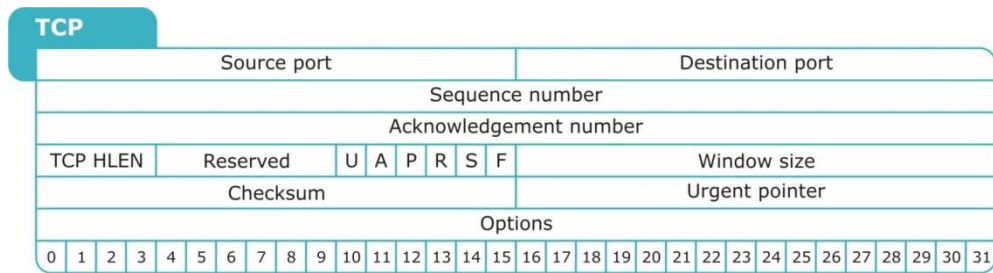 TCP
Source port Destination port
Sequence number
Acknowledgement number
TCP HLEN Reserved U A P R S F Window size
Checksum Urgent pointer
Options
0 1 2 3 4 5 6 7 8 9 10 11 12 13 14 15 16 17 18 19 20 21 22 23 24 25 26 27 28 29 30 31